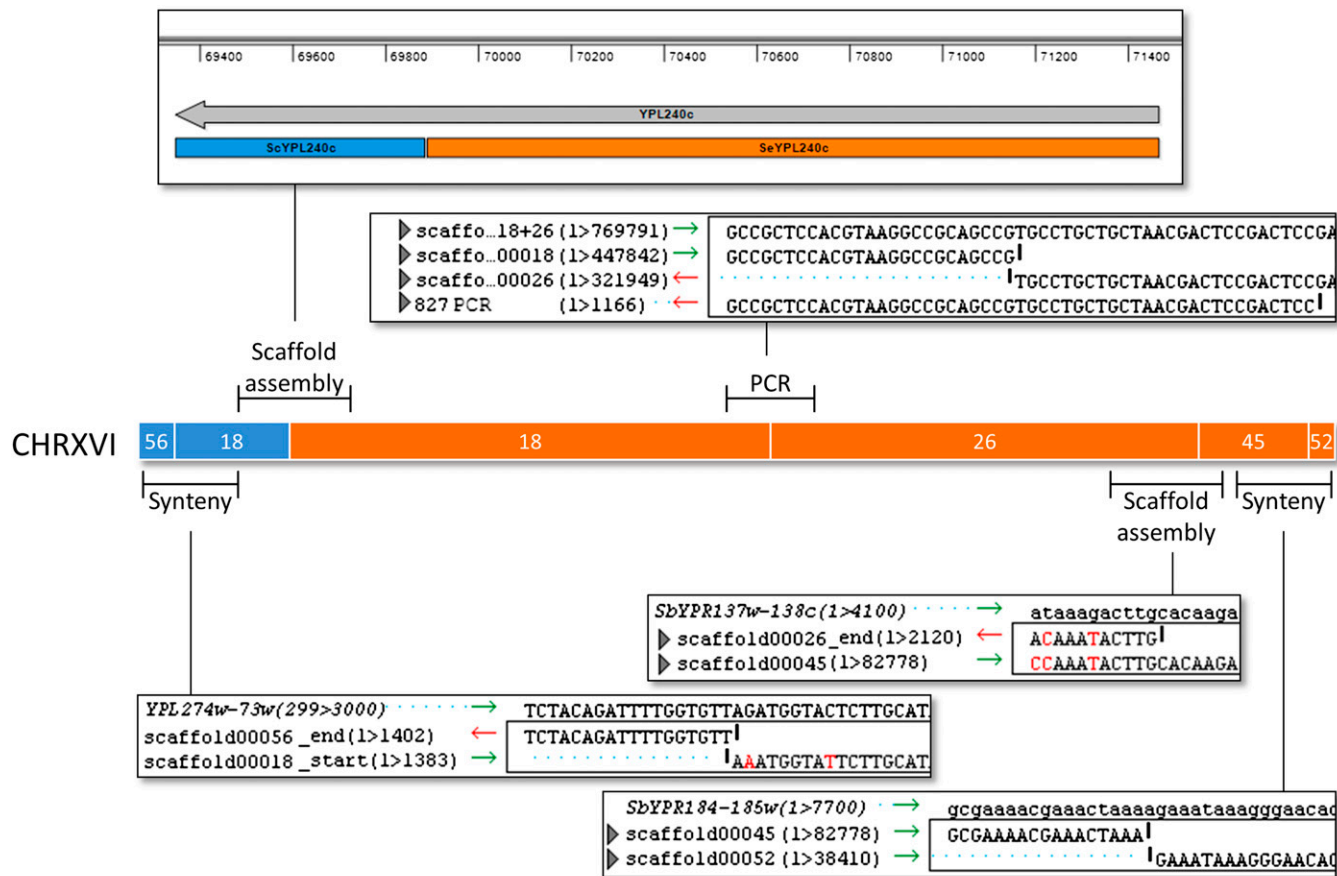 69400 69600 69800 70000 70200 70400 70600 70800 71000 71200 71400
YPL240c
ScYPL240c SeYPL240c
scaffo...18+26 (1>769791) → GCCGCTCCACGTAAGGCCGCAGCCGTGCCTGCTGCTAACGACTCCGACTCCGA
scaffo...00018 (1>447842) → GCCGCTCCACGTAAGGCCGCAGCCG
scaffo...00026 (1>321949) ← TGCCTGCTGCTAACGACTCCGACTCCGA
827 PCR (1>1166) ← GCCGCTCCACGTAAGGCCGCAGCCGTGCCTGCTGCTAACGACTCCGACTCC
Scaffold
assembly
PCR
CHRXVI 56 18 18 26 45 52
Synteny
Scaffold
assembly
Synteny
SbYPR137w-138c(1>4100) → ataaagacttgcacaaga
scaffold00026_end(1>2120) ← ACAAATACTTG
scaffold00045(1>82778) → CCAAATACTTGCACAAGA
YPL274w-73w(299>3000) → TCTACAGATTTTGGTGTTAGATGGTACTCTTGCAT
scaffold00056_end(1>1402) ← TCTACAGATTTTGGTGTT
scaffold00018_start(1>1383) → AAATGGTATTCTTGCAT
SbYPR184-185w(1>7700) → gcgaaaacgaaactaaaagaaataaagggaacag
scaffold00045(1>82778) → GCGAAAACGAAACTAAA
scaffold00052(1>38410) → GAAATAAAGGGAACAG